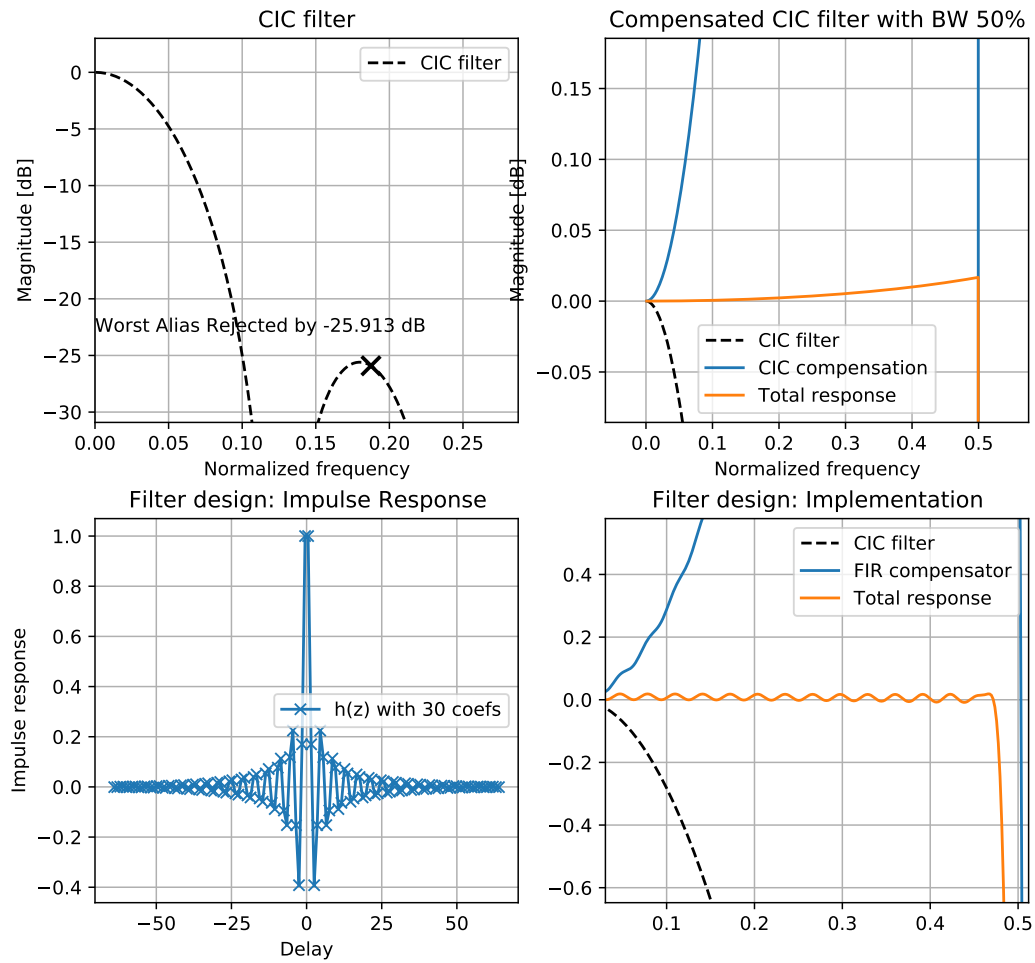 CIC filter
Compensated CIC filter with BW 50%
Magnitude [dB]
0
−5
−10
−15
−20
−25
−30
CIC filter
Worst Alias Rejected by -25.913 dB
0.00 0.05 0.10 0.15 0.20 0.25
Normalized frequency
Magnitude [dB]
0.15
0.10
0.05
0.00
−0.05
CIC filter
CIC compensation
Total response
0.0 0.1 0.2 0.3 0.4 0.5
Normalized frequency
Filter design: Impulse Response
Filter design: Implementation
Impulse response
1.0
0.8
0.6
0.4
0.2
0.0
−0.2
−0.4
h(z) with 30 coefs
−50 −25 0 25 50
Delay
0.4
0.2
0.0
−0.2
−0.4
−0.6
CIC filter
FIR compensator
Total response
0.1 0.2 0.3 0.4 0.5